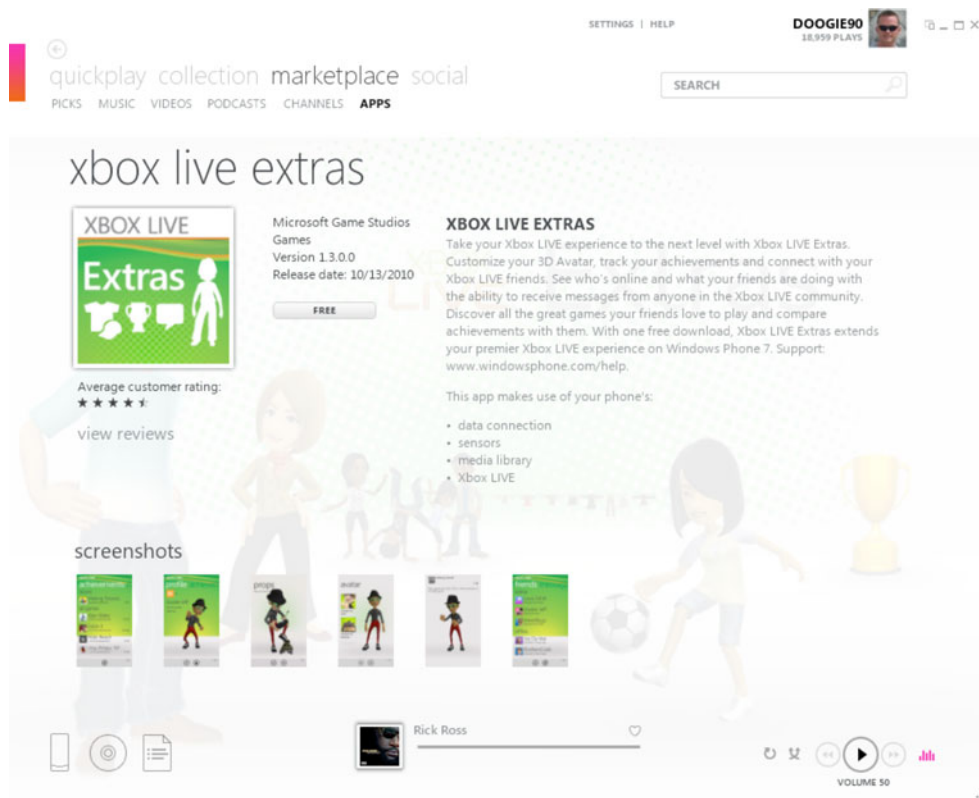 SETTINGS | HELP
DOOGIE90
18,959 PLAYS
quickplay collection marketplace social
PICKS MUSIC VIDEOS PODCASTS CHANNELS APPS
SEARCH
xbox live extras
XBOX LIVE
Extras
Microsoft Game Studios
Games
Version 1.3.0.0
Release date: 10/13/2010
FREE
Average customer rating:
view reviews
XBOX LIVE EXTRAS
Take your Xbox LIVE experience to the next level with Xbox LIVE Extras.
Customize your 3D Avatar, track your achievements and connect with your
Xbox LIVE friends. See who's online and what your friends are doing with
the ability to receive messages from anyone in the Xbox LIVE community.
Discover all the great games your friends love to play and compare
achievements with them. With one free download, Xbox LIVE Extras extends
your premier Xbox LIVE experience on Windows Phone 7. Support:
www.windowsphone.com/help.
This app makes use of your phone's:
• data connection
• sensors
• media library
• Xbox LIVE
screenshots
achievements
profile
props
avatar
friends
Rick Ross
VOLUME 50